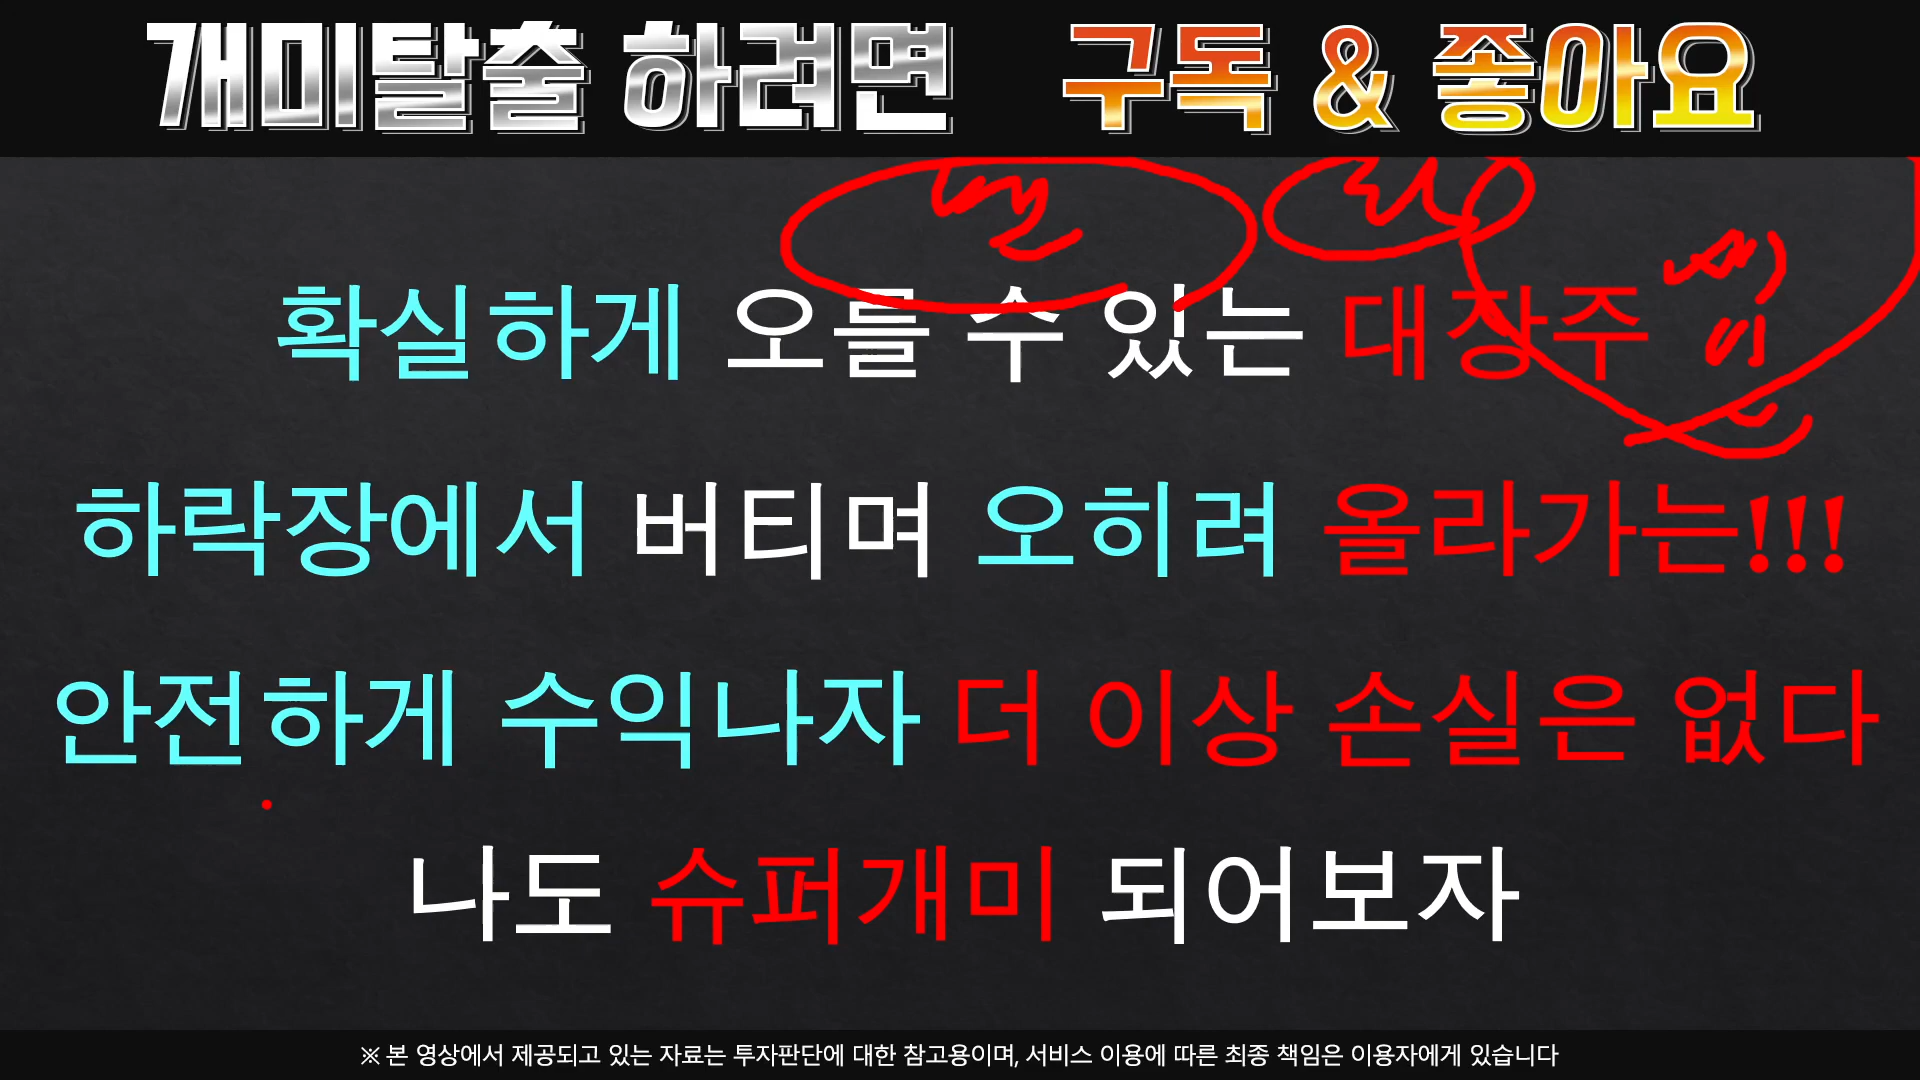 개미탈출 하려면 구독 & 좋아요
확실하게 오를 수 있는 대장주
하락장에서 버티며 오히려 올라가는!!!
안전하게 수익나자 더 이상 손실은 없다
나도 슈퍼개미 되어보자
※ 본 영상에서 제공되고 있는 자료는 투자판단에 대한 참고용이며, 서비스 이용에 따른 최종 책임은 이용자에게 있습니다